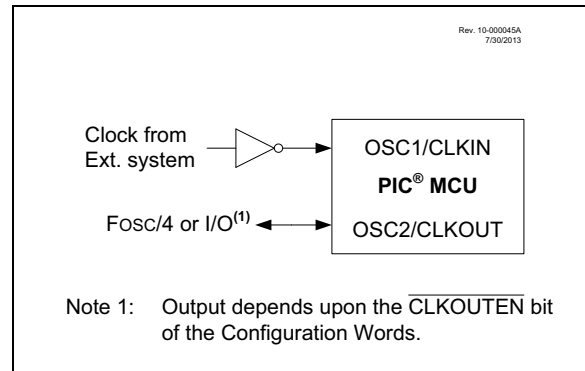 Rev. 10-000045A
7/30/2013
Clock from
Ext. system
OSC1/CLKIN
PIC® MCU
FOSC/4 or I/O(1)
OSC2/CLKOUT
Note 1: Output depends upon the CLKOUTEN bit
of the Configuration Words.